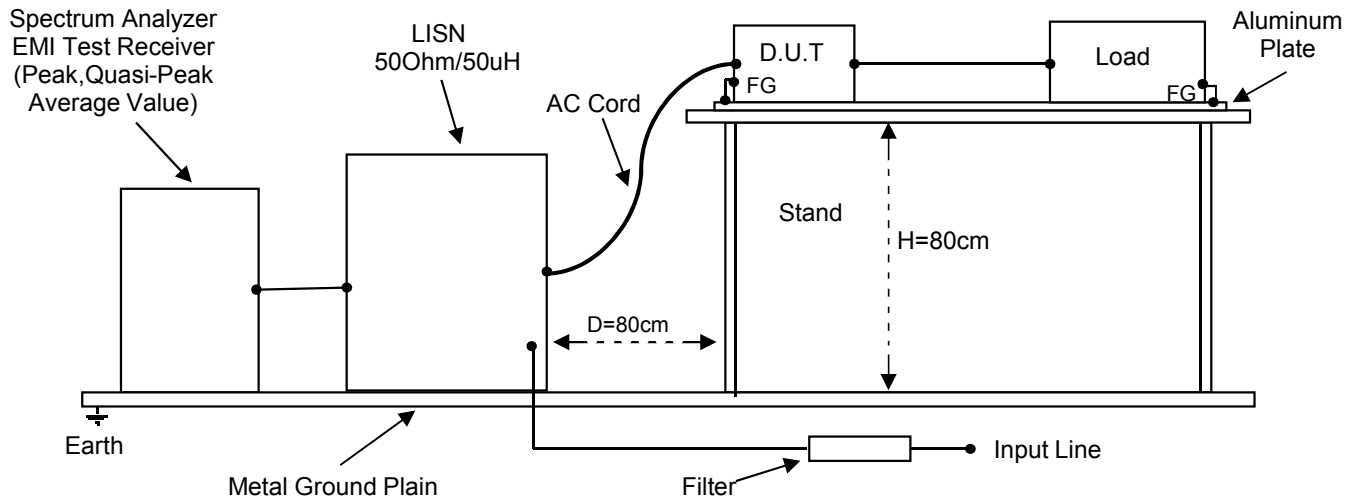 Spectrum Analyzer
EMI Test Receiver
(Peak,Quasi-Peak
Average Value)
LISN
50Ohm/50uH
AC Cord
D.U.T
FG
Load
FG
Aluminum
Plate
Stand
H=80cm
D=80cm
Earth
Metal Ground Plain
Filter
Input Line